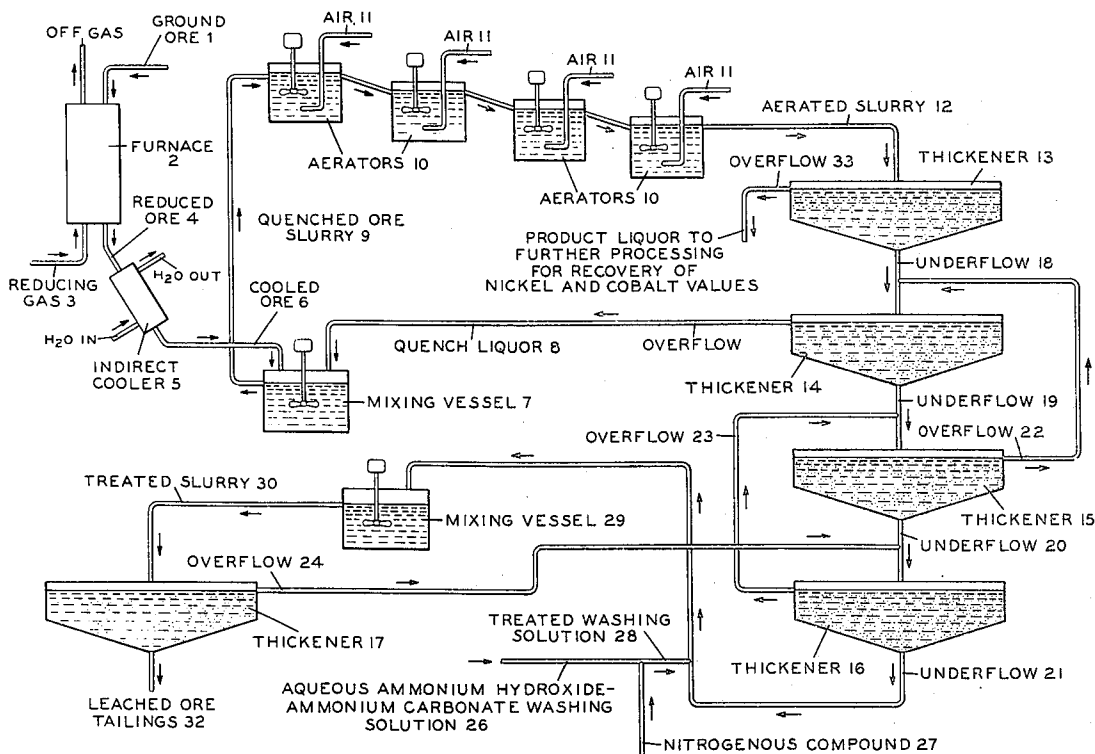 OFF GAS
GROUND
ORE 1
AIR 11
AIR 11
AIR 11
AIR 11
AERATED SLURRY 12
FURNACE
2
AERATORS 10
AERATORS 10
OVERFLOW 33
THICKENER 13
REDUCED
ORE 4
QUENCHED ORE
SLURRY 9
PRODUCT LIQUOR TO
FURTHER PROCESSING
FOR RECOVERY OF
NICKEL AND COBALT VALUES
UNDERFLOW 18
REDUCING
GAS 3
H2O OUT
COOLED
ORE 6
H2O IN
INDIRECT
COOLER 5
QUENCH LIQUOR 8
OVERFLOW
THICKENER 14
MIXING VESSEL 7
UNDERFLOW 19
OVERFLOW 23
OVERFLOW 22
TREATED SLURRY 30
MIXING VESSEL 29
THICKENER 15
UNDERFLOW 20
OVERFLOW 24
THICKENER 17
TREATED WASHING
SOLUTION 28
THICKENER 16
UNDERFLOW 21
LEACHED ORE
TAILINGS 32
AQUEOUS AMMONIUM HYDROXIDE-
AMMONIUM CARBONATE WASHING
SOLUTION 26
NITROGENOUS COMPOUND 27